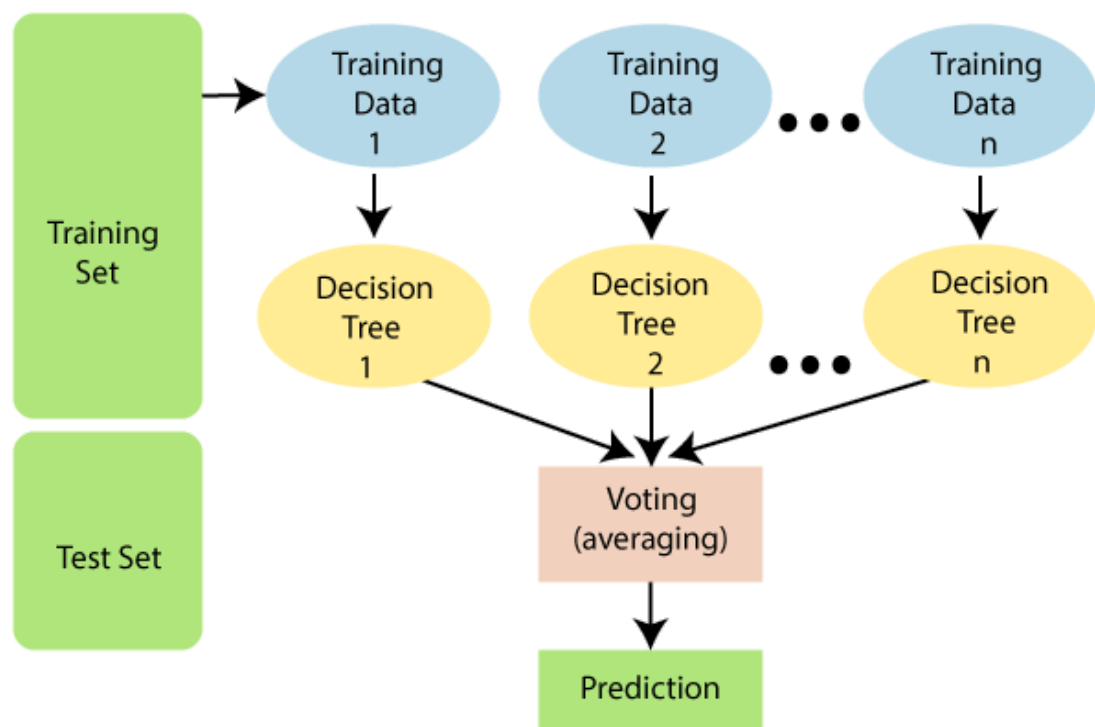 Training
Set
Test Set
Training
Data
1
Training
Data
2
Training
Data
n
Decision
Tree
1
Decision
Tree
2
Decision
Tree
n
Voting
(averaging)
Prediction